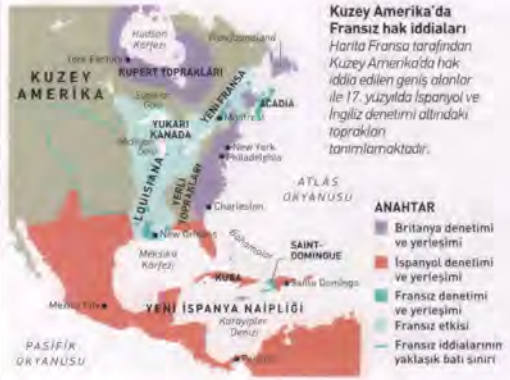 Kuzey Amerika'da
Fransız hak iddiaları
Harita Fransa tarafından
Kuzey Amerika'da hak
iddia edilen geniş alanlar
ile 17. yüzyılda İspanyol ve
İngiliz denetimi altındaki
toprakları
tanımlamaktadır.
Hudson
Körfezi
York Factory
Newfoundland
RUPERT TOPRAKLARI
KUZEY
AMERİKA
YENİ FRANSA
ACADIA
Montreal
YUKARI
KANADA
New York
Philadelphia
LOUISIANA
YERLİ
TOPRAKLARI
Charleston
ATLAS
OKYANUSU
New Orleans
Meksika
Körfezi
Bahamalar
SAINT-
DOMINGUE
KÜBA
Santo Domingo
Mexico City
YENİ İSPANYA NAİPLİĞİ
Karayipler
Denizi
PASİFİK
OKYANUSU
ANAHTAR
Britanya denetimi
ve yerleşimi
İspanyol denetimi
ve yerleşimi
Fransız denetimi
ve yerleşimi
Fransız etkisi
Fransız iddialarının
yaklaşık batı sınırı